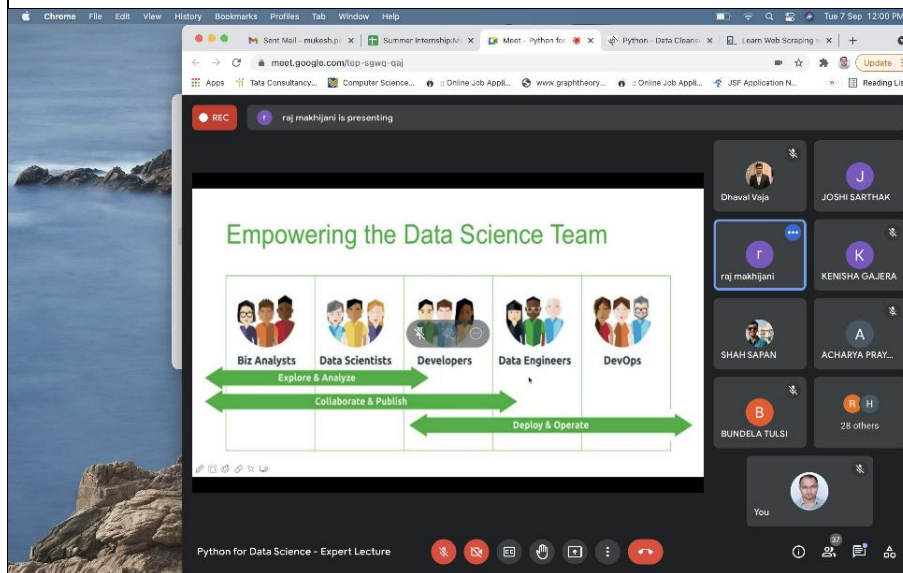 Chrome File Edit View History Bookmarks Profiles Tab Window Help Tue 7 Sep 12:00 PM
Sent Mail - mukesh.p
Summer Internship:M
Meet - Python for
Python - Data Cleans
Learn Web Scraping
meet.google.com/top-sgwq-qaj
Update
Apps Tata Consultancy... Computer Science... :: Online Job Appli... www.graphtheory... :: Online Job Appli... JSF Application N... » Reading Lis
REC
r raj makhijani is presenting
Empowering the Data Science Team
Biz Analysts Data Scientists Developers Data Engineers DevOps
Explore & Analyze
Collaborate & Publish
Deploy & Operate
Dhaval Vaja
J
JOSHI SARTHAK
r
raj makhijani
K
KENISHA GAJERA
SHAH SAPAN
A
ACHARYA PRAY...
B
BUNDELA TULSI
R H
28 others
You
Python for Data Science - Expert Lecture
37